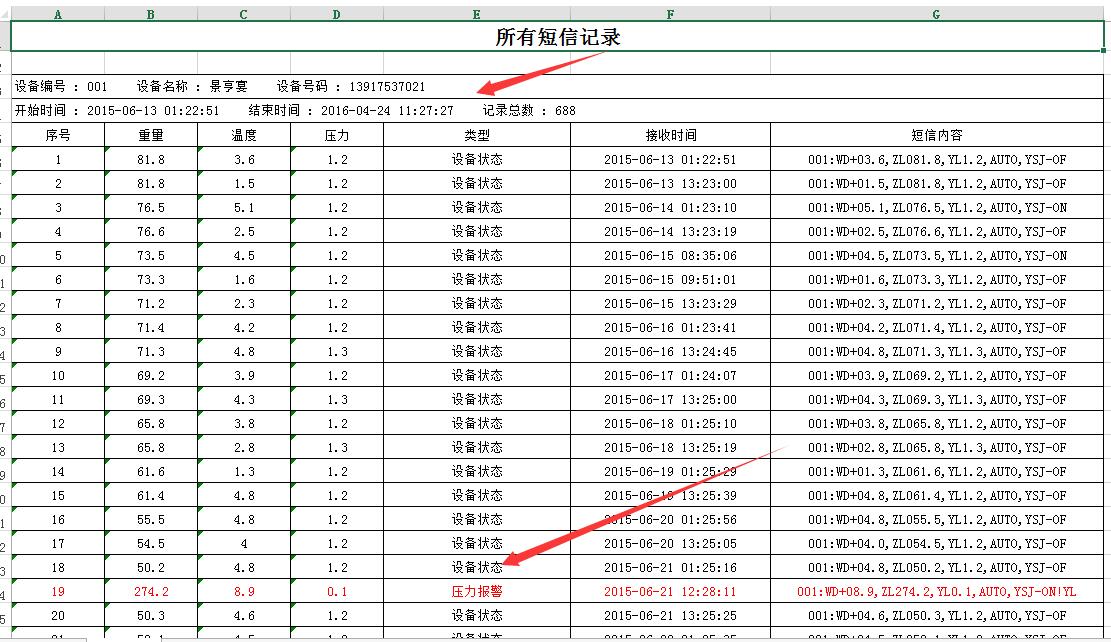 A B C D E F G
所有短信记录
设备编号 : 001 设备名称 : 景亨宴 设备号码 : 13917537021
开始时间 : 2015-06-13 01:22:51 结束时间 : 2016-04-24 11:27:27 记录总数 : 688
序号 重量 温度 压力 类型 接收时间 短信内容
1 81.8 3.6 1.2 设备状态 2015-06-13 01:22:51 001:WD+03.6,ZL081.8,YL1.2,AUTO,YSJ-OF
2 81.8 1.5 1.2 设备状态 2015-06-13 13:23:00 001:WD+01.5,ZL081.8,YL1.2,AUTO,YSJ-OF
3 76.5 5.1 1.2 设备状态 2015-06-14 01:23:10 001:WD+05.1,ZL076.5,YL1.2,AUTO,YSJ-ON
4 76.6 2.5 1.2 设备状态 2015-06-14 13:23:19 001:WD+02.5,ZL076.6,YL1.2,AUTO,YSJ-OF
5 73.5 4.5 1.2 设备状态 2015-06-15 08:35:06 001:WD+04.5,ZL073.5,YL1.2,AUTO,YSJ-ON
6 73.3 1.6 1.2 设备状态 2015-06-15 09:51:01 001:WD+01.6,ZL073.3,YL1.2,AUTO,YSJ-OF
7 71.2 2.3 1.2 设备状态 2015-06-15 13:23:29 001:WD+02.3,ZL071.2,YL1.2,AUTO,YSJ-OF
8 71.4 4.2 1.2 设备状态 2015-06-16 01:23:41 001:WD+04.2,ZL071.4,YL1.2,AUTO,YSJ-OF
9 71.3 4.8 1.3 设备状态 2015-06-16 13:24:45 001:WD+04.8,ZL071.3,YL1.3,AUTO,YSJ-OF
10 69.2 3.9 1.2 设备状态 2015-06-17 01:24:07 001:WD+03.9,ZL069.2,YL1.2,AUTO,YSJ-OF
11 69.3 4.3 1.3 设备状态 2015-06-17 13:25:00 001:WD+04.3,ZL069.3,YL1.3,AUTO,YSJ-OF
12 65.8 3.8 1.2 设备状态 2015-06-18 01:25:10 001:WD+03.8,ZL065.8,YL1.2,AUTO,YSJ-OF
13 65.8 2.8 1.3 设备状态 2015-06-18 13:25:19 001:WD+02.8,ZL065.8,YL1.3,AUTO,YSJ-OF
14 61.6 1.3 1.2 设备状态 2015-06-19 01:25:29 001:WD+01.3,ZL061.6,YL1.2,AUTO,YSJ-OF
15 61.4 4.8 1.2 设备状态 2015-06-19 13:25:39 001:WD+04.8,ZL061.4,YL1.2,AUTO,YSJ-OF
16 55.5 4.8 1.2 设备状态 2015-06-20 01:25:56 001:WD+04.8,ZL055.5,YL1.2,AUTO,YSJ-OF
17 54.5 4 1.2 设备状态 2015-06-20 13:25:05 001:WD+04.0,ZL054.5,YL1.2,AUTO,YSJ-OF
18 50.2 4.8 1.2 设备状态 2015-06-21 01:25:16 001:WD+04.8,ZL050.2,YL1.2,AUTO,YSJ-OF
19 274.2 8.9 0.1 压力报警 2015-06-21 12:28:11 001:WD+08.9,ZL274.2,YL0.1,AUTO,YSJ-ON!YL
20 50.3 4.6 1.2 设备状态 2015-06-21 13:25:25 001:WD+04.6,ZL050.3,YL1.2,AUTO,YSJ-OF